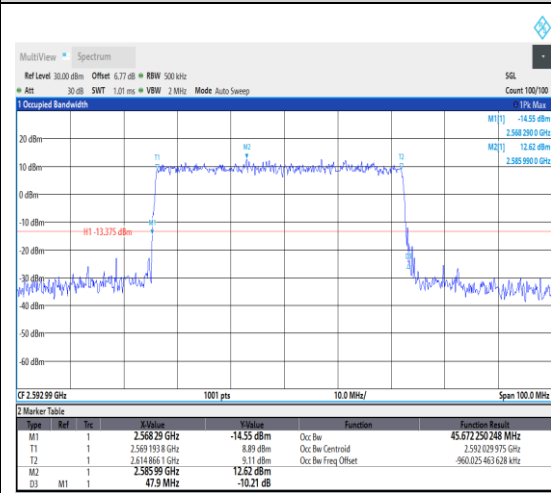 MultiView Spectrum
Ref Level 30.00 dBm Offset 6.77 dB RBW 500 kHz SGL
Att 30 dB SWT 1.01 ms VBW 2 MHz Mode Auto Sweep Count 100/100
1 Occupied Bandwidth 1Pk Max
M1[1] -14.55 dBm
2.568 290 0 GHz
M2[1] 12.62 dBm
2.585 990 0 GHz
20 dBm
T1 M2 T2
10 dBm
0 dBm
-10 dBm
M1
H1 -13.375 dBm
-20 dBm
-30 dBm
-40 dBm
-50 dBm
-60 dBm
CF 2.592 99 GHz 1001 pts 10.0 MHz/ Span 100.0 MHz
2 Marker Table
Type Ref Trc X-Value Y-Value Function Function Result
M1 1 2.568 29 GHz -14.55 dBm Occ Bw 45.672 250 248 MHz
T1 1 2.569 193 8 GHz 8.89 dBm Occ Bw Centroid 2.592 029 975 GHz
T2 1 2.614 866 1 GHz 9.11 dBm Occ Bw Freq Offset -960.025 463 628 kHz
M2 1 2.585 99 GHz 12.62 dBm
D3 M1 1 47.9 MHz -10.21 dB